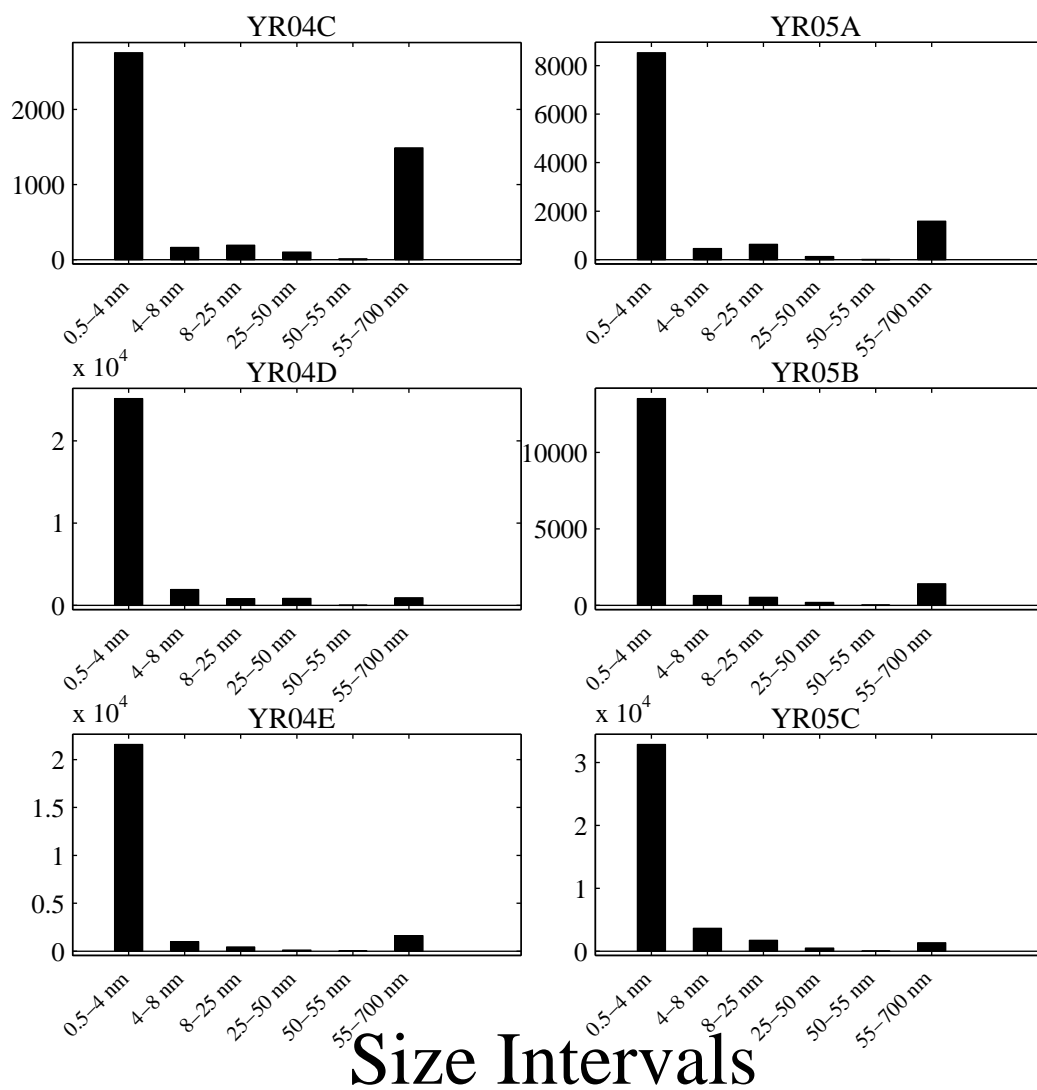 YR04C
2000
1000
0
0.5–4 nm
4–8 nm
8–25 nm
25–50 nm
50–55 nm
55–700 nm
YR05A
8000
6000
4000
2000
0
0.5–4 nm
4–8 nm
8–25 nm
25–50 nm
50–55 nm
55–700 nm
x 10^4
YR04D
2
1
0
0.5–4 nm
4–8 nm
8–25 nm
25–50 nm
50–55 nm
55–700 nm
YR05B
10000
5000
0
0.5–4 nm
4–8 nm
8–25 nm
25–50 nm
50–55 nm
55–700 nm
x 10^4
YR04E
2
1.5
1
0.5
0
0.5–4 nm
4–8 nm
8–25 nm
25–50 nm
50–55 nm
55–700 nm
x 10^4
YR05C
3
2
1
0
0.5–4 nm
4–8 nm
8–25 nm
25–50 nm
50–55 nm
55–700 nm
Size Intervals